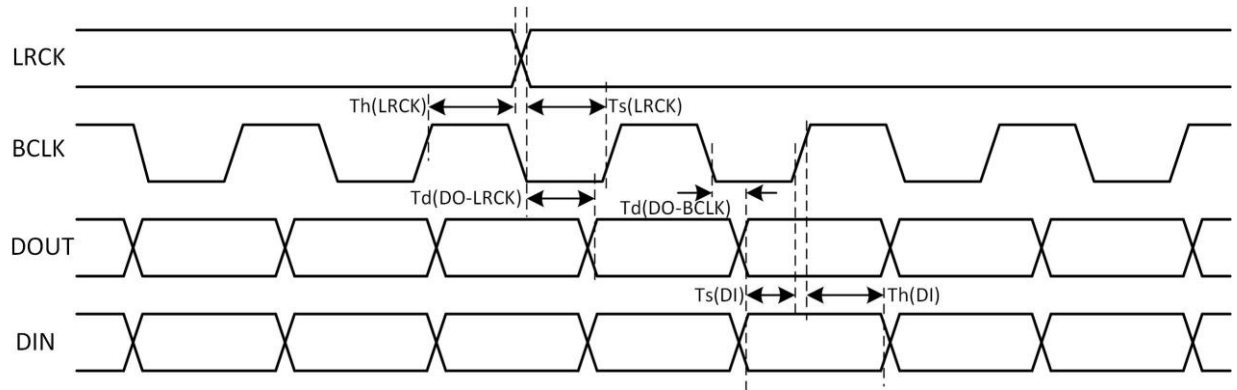 LRCK
Th(LRCK) Ts(LRCK)
BCLK
Td(DO-LRCK) Td(DO-BCLK)
DOUT
Ts(DI) Th(DI)
DIN